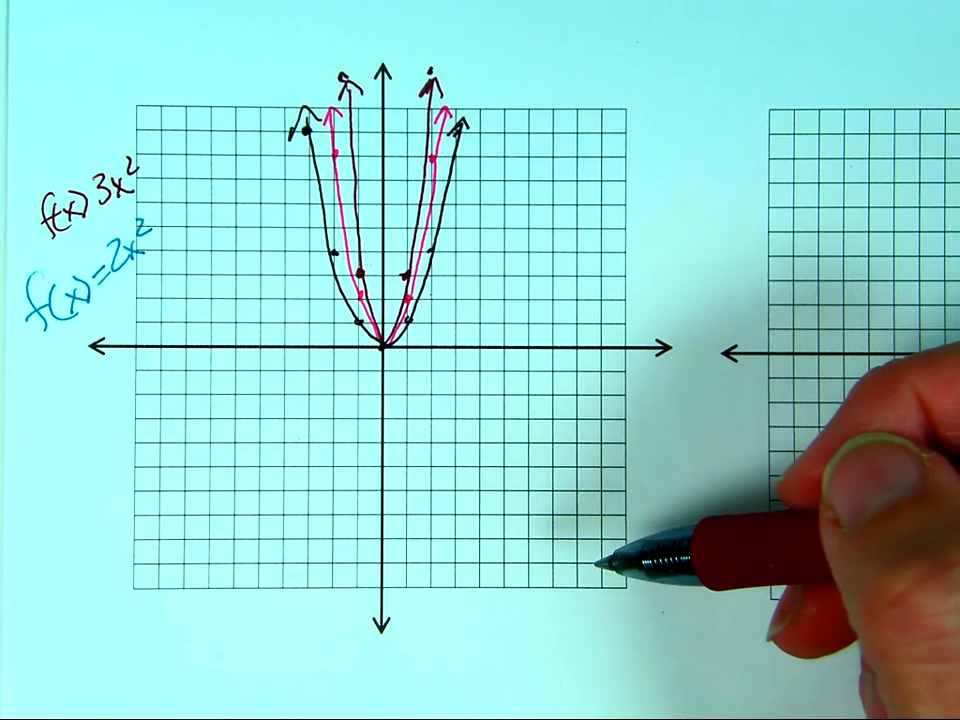 f(x) 3x²
f(x)=2x²